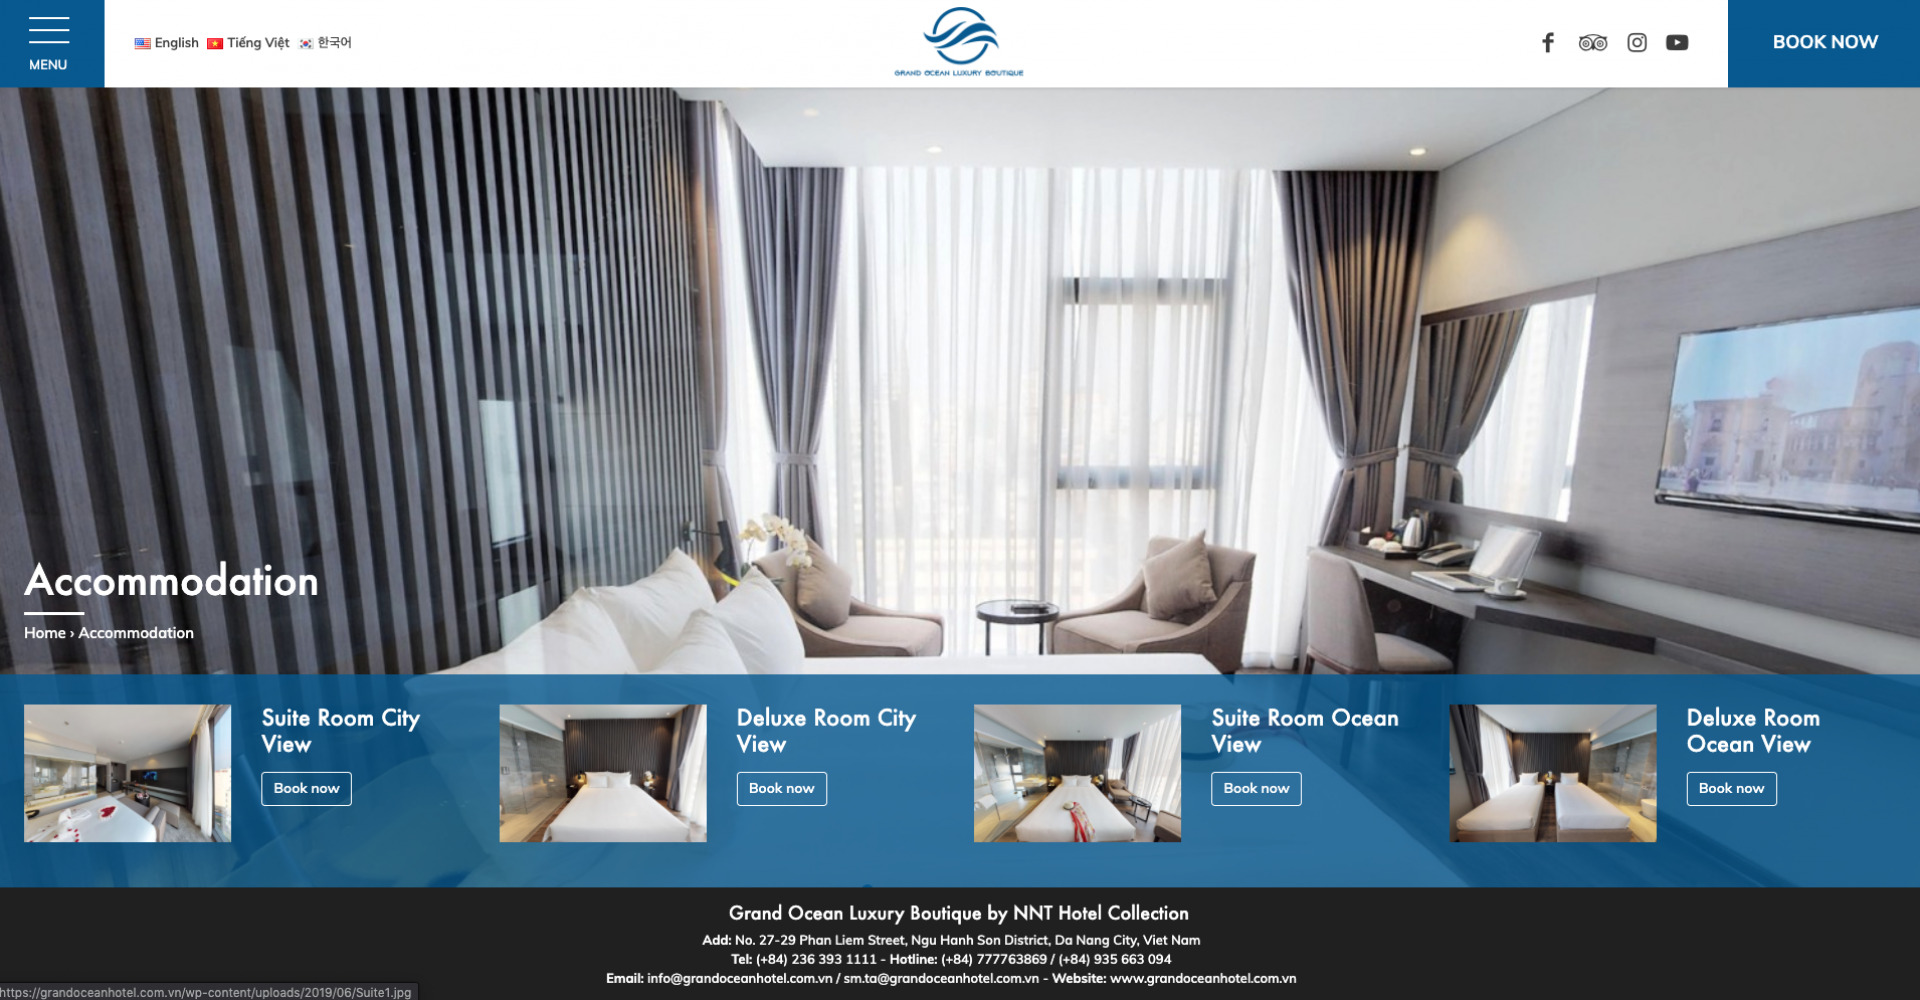 MENU
English Tiếng Việt 한국어
GRAND OCEAN LUXURY BOUTIQUE
BOOK NOW
Accommodation
Home › Accommodation
Suite Room City
View
Book now
Deluxe Room City
View
Book now
Suite Room Ocean
View
Book now
Deluxe Room
Ocean View
Book now
Grand Ocean Luxury Boutique by NNT Hotel Collection
Add: No. 27-29 Phan Liem Street, Ngu Hanh Son District, Da Nang City, Viet Nam
Tel: (+84) 236 393 1111 - Hotline: (+84) 777763869 / (+84) 935 663 094
Email: info@grandoceanhotel.com.vn / sm.ta@grandoceanhotel.com.vn - Website: www.grandoceanhotel.com.vn
https://grandoceanhotel.com.vn/wp-content/uploads/2019/06/Suite1.jpg